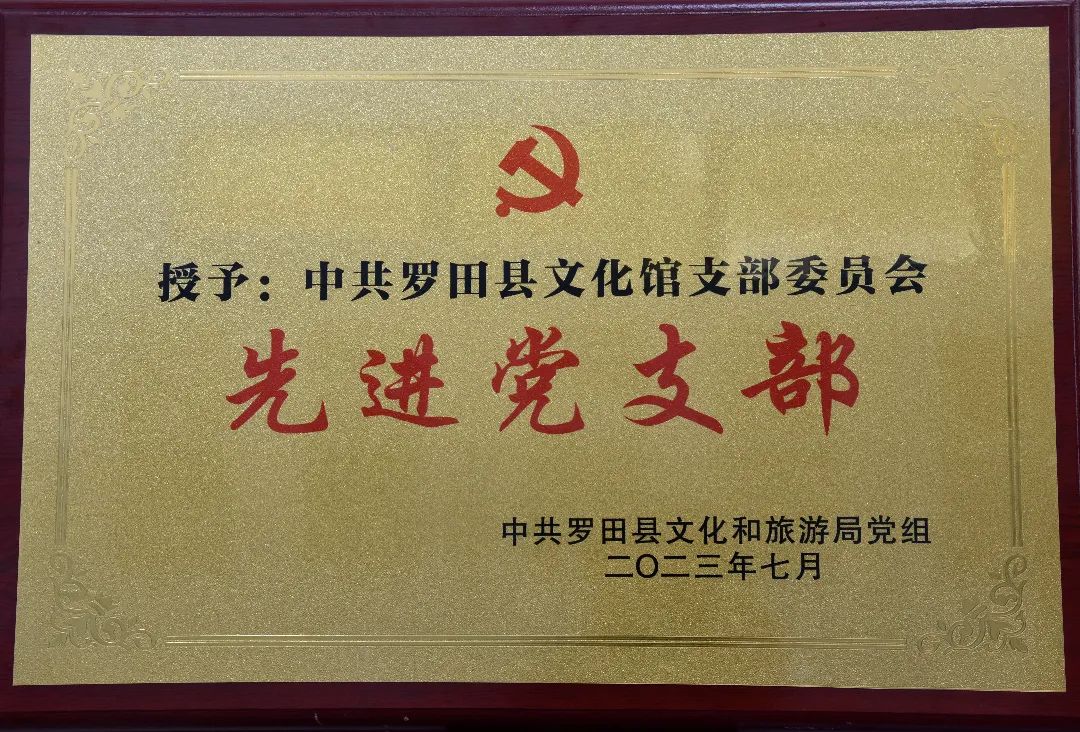 授予：中共罗田县文化馆支部委员会
先进党支部
中共罗田县文化和旅游局党组
二〇二三年七月